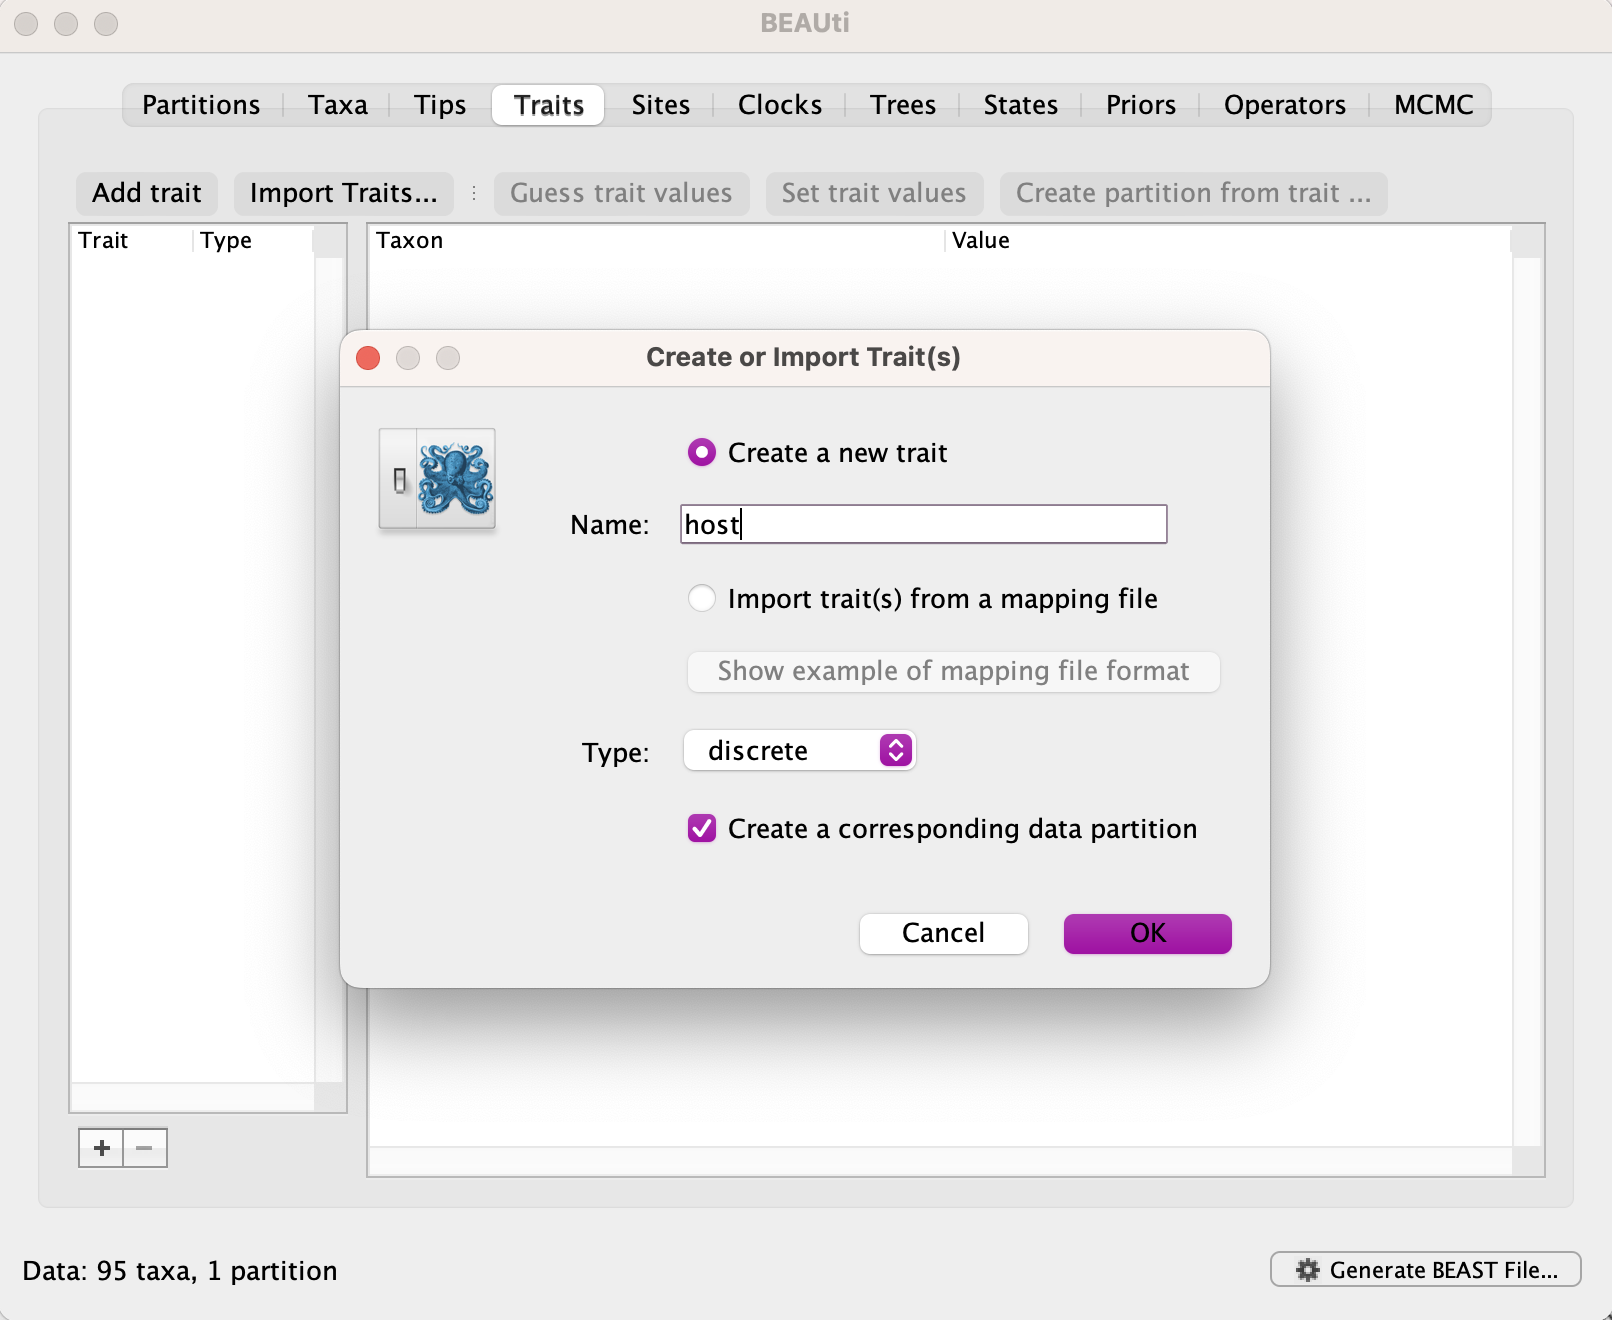 BEAUti
Partitions Taxa Tips Traits Sites Clocks Trees States Priors Operators MCMC
Add trait Import Traits... Guess trait values Set trait values Create partition from trait ...
Trait Type Taxon Value
Create or Import Trait(s)
Create a new trait
Name: host
Import trait(s) from a mapping file
Show example of mapping file format
Type: discrete
Create a corresponding data partition
Cancel OK
Data: 95 taxa, 1 partition Generate BEAST File...